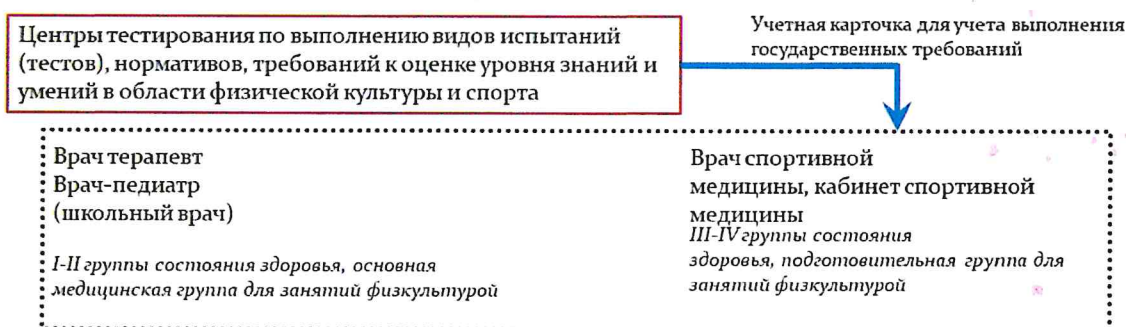 Центры тестирования по выполнению видов испытаний
(тестов), нормативов, требований к оценке уровня знаний и
умений в области физической культуры и спорта
Учетная карточка для учета выполнения
государственных требований
Врач терапевт
Врач-педиатр
(школьный врач)
I-II группы состояния здоровья, основная
медицинская группа для занятий физкультурой
Врач спортивной
медицины, кабинет спортивной
медицины
III-IV группы состояния
здоровья, подготовительная группа для
занятий физкультурой